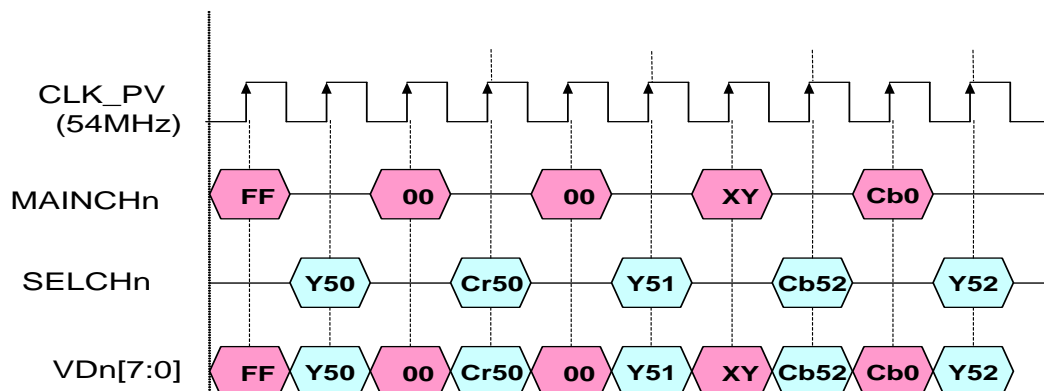 CLK_PV
(54MHz)
MAINCHn FF 00 00 XY Cb0
SELCHn Y50 Cr50 Y51 Cb52 Y52
VDn[7:0] FF Y50 00 Cr50 00 Y51 XY Cb52 Cb0 Y52